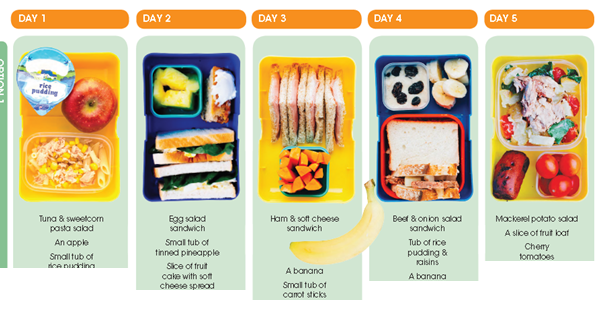 DAY 1
DAY 2
DAY 3
DAY 4
DAY 5
OPTION 1
rice
pudding
Tuna & sweetcorn
pasta salad
An apple
Small tub of
rice pudding
Egg salad
sandwich
Small tub of
tinned pineapple
Slice of fruit
cake with soft
cheese spread
Ham & soft cheese
sandwich
A banana
Small tub of
carrot sticks
Beef & onion salad
sandwich
Tub of rice
pudding &
raisins
A banana
Mackerel potato salad
A slice of fruit loaf
Cherry
tomatoes